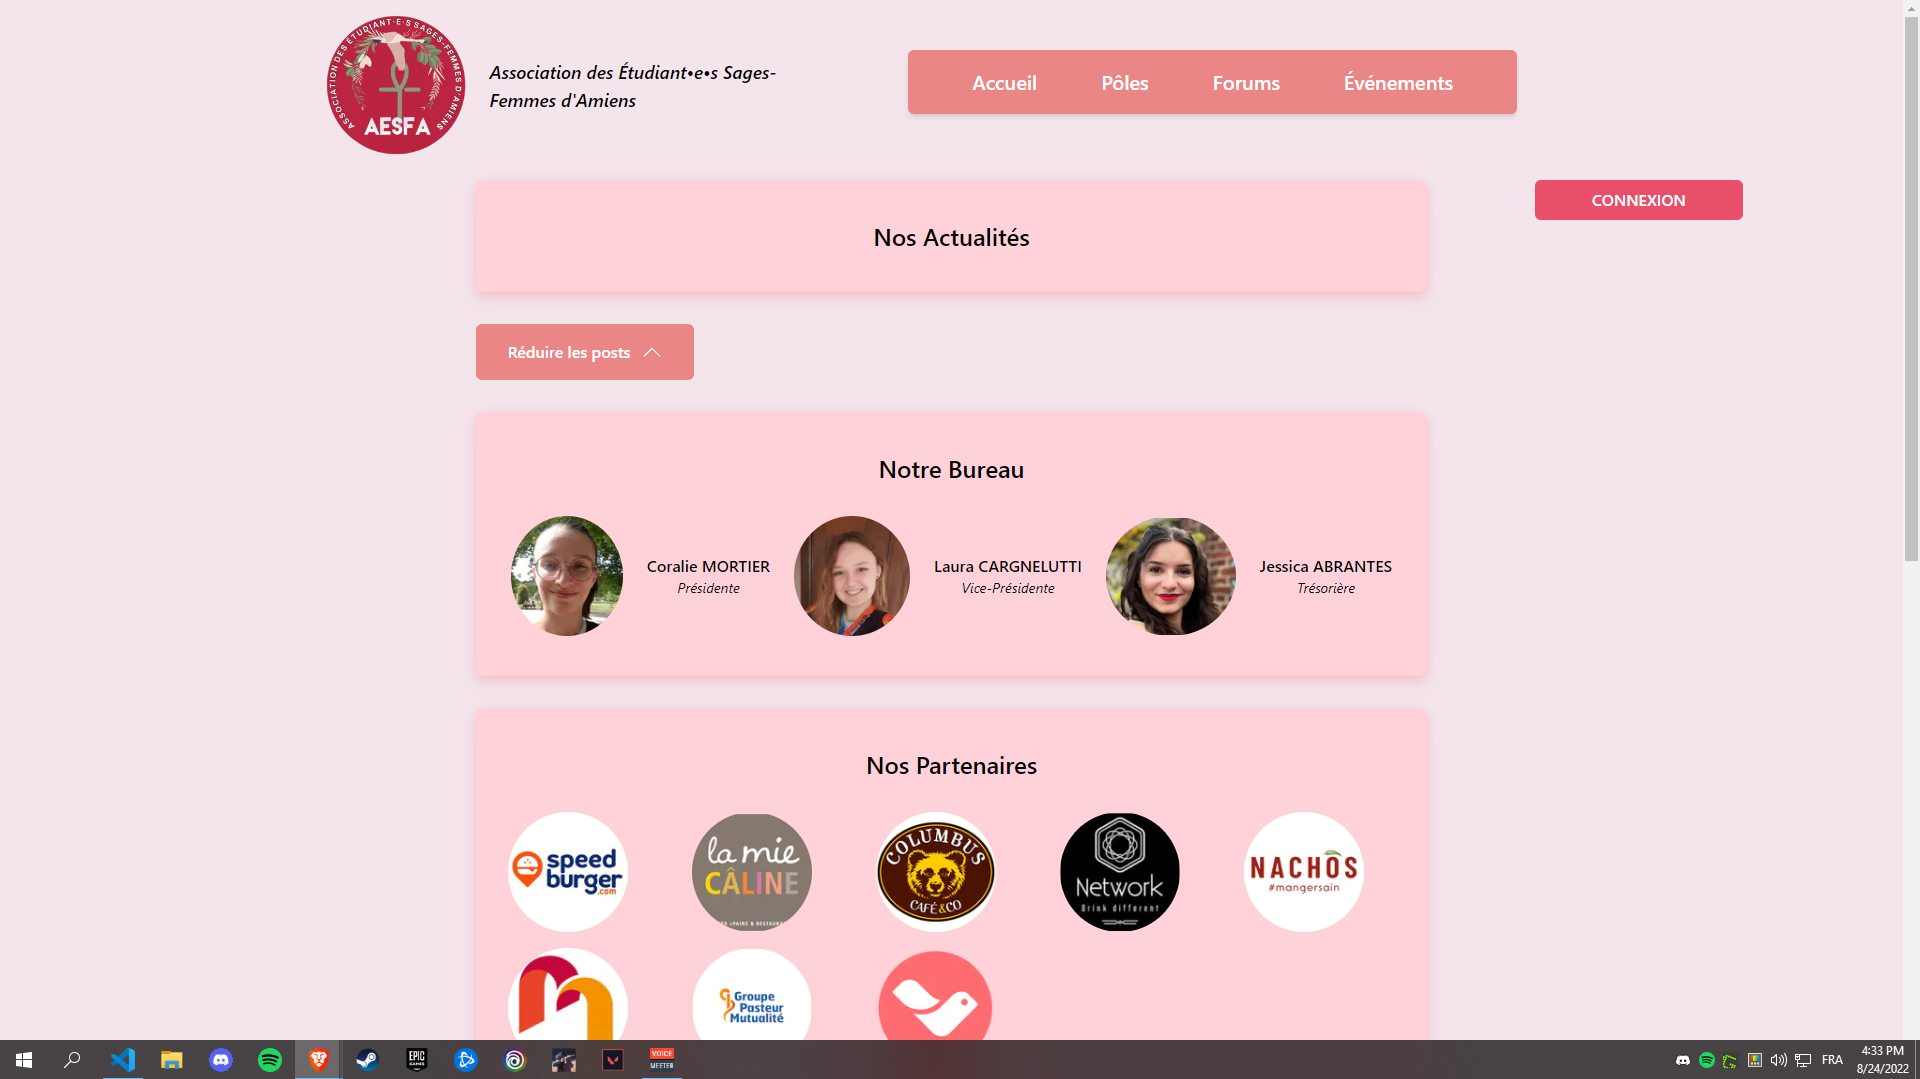 ASSOCIATION DES ÉTUDIANT·E·S SAGES-FEMMES D'AMIENS
AESFA
Association des Étudiant•e•s Sages-
Femmes d'Amiens
Accueil
Pôles
Forums
Événements
CONNEXION
Nos Actualités
Réduire les posts
Notre Bureau
Coralie MORTIER
Présidente
Laura CARGNELUTTI
Vice-Présidente
Jessica ABRANTES
Trésorière
Nos Partenaires
speed
burger
.com
la mie
CÂLINE
PAINS & RESTAURA
COLUMBUS
CAFÉ&CO
Network
Drink different
NACHOS
#mangersain
Groupe
Pasteur
Mutualité
EPIC
GAMES
VOICE
MEETER
FRA
4:33 PM
8/24/2022